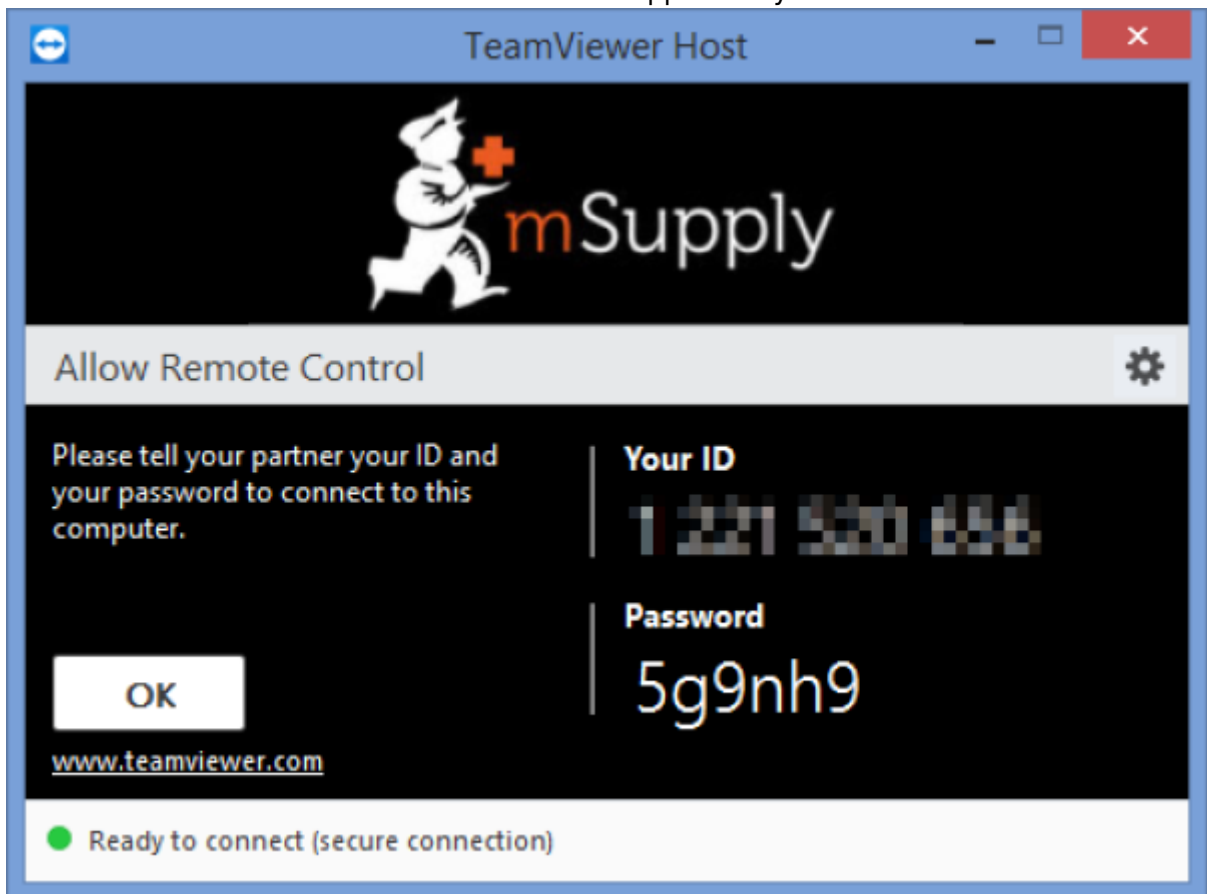 TeamViewer Host
mSupply
Allow Remote Control
Please tell your partner your ID and
your password to connect to this
computer.
Your ID
Password
5g9nh9
OK
www.teamviewer.com
Ready to connect (secure connection)